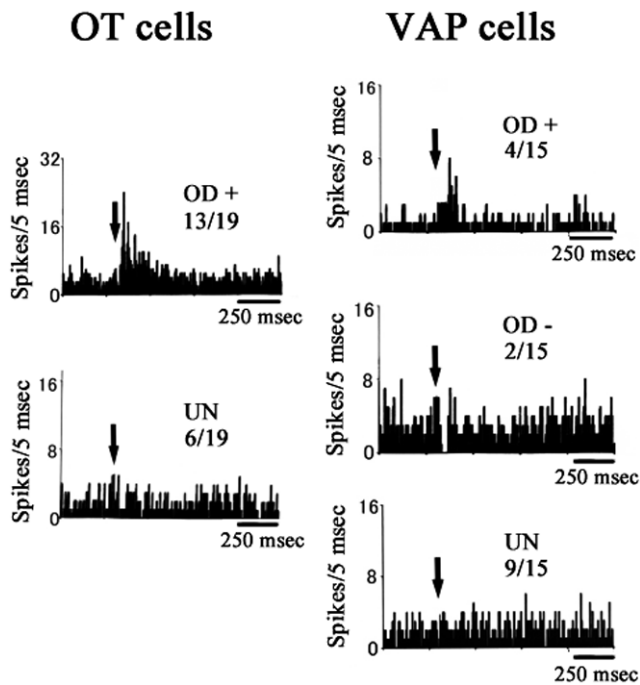 OT cells
VAP cells
Spikes/5 msec
32
16
0
OD +
13/19
250 msec
Spikes/5 msec
16
8
0
UN
6/19
250 msec
Spikes/5 msec
16
8
0
OD +
4/15
250 msec
Spikes/5 msec
16
8
0
OD -
2/15
250 msec
Spikes/5 msec
16
8
0
UN
9/15
250 msec